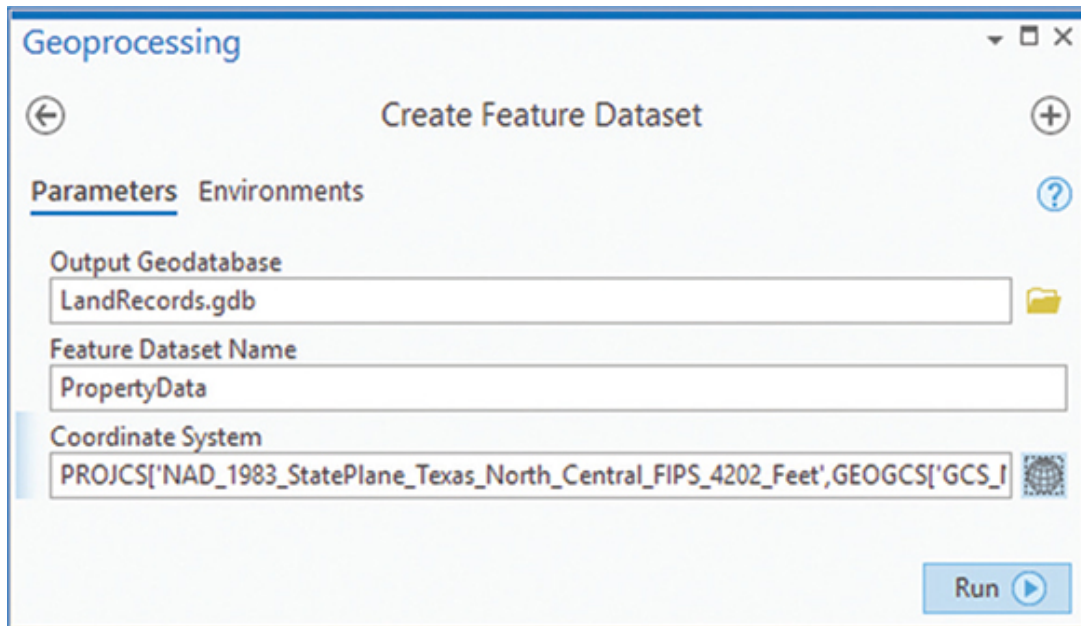 Geoprocessing
Create Feature Dataset
Parameters Environments
Output Geodatabase
LandRecords.gdb
Feature Dataset Name
PropertyData
Coordinate System
PROJCS['NAD_1983_StatePlane_Texas_North_Central_FIPS_4202_Feet',GEOGCS['GCS_
Run